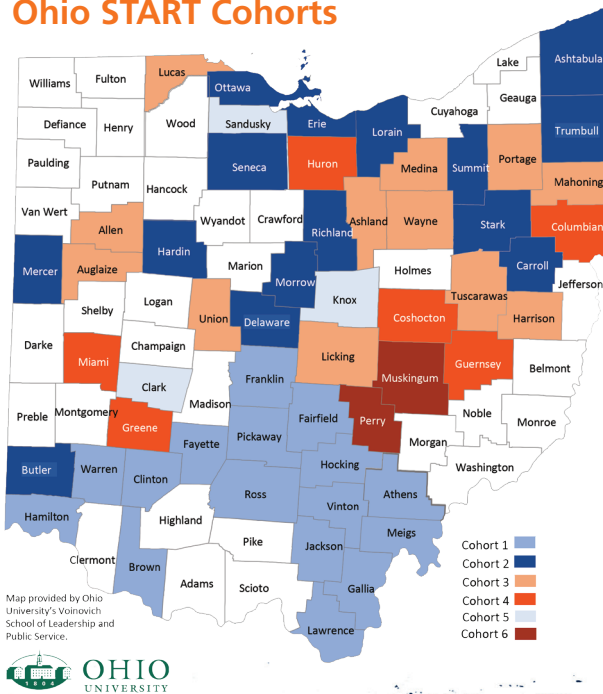 Ohio START Cohorts
Lake
Ashtabula
Williams
Fulton
Lucas
Ottawa
Geauga
Cuyahoga
Defiance
Henry
Wood
Sandusky
Erie
Lorain
Trumbull
Paulding
Seneca
Huron
Medina
Summit
Portage
Putnam
Hancock
Mahoning
Van Wert
Wyandot
Crawford
Richland
Ashland
Wayne
Stark
Columbian
Allen
Hardin
Mercer
Auglaize
Marion
Morrow
Holmes
Carroll
Jefferson
Shelby
Logan
Union
Delaware
Knox
Coshocton
Tuscarawas
Harrison
Darke
Champaign
Miami
Licking
Guernsey
Belmont
Clark
Franklin
Muskingum
Madison
Preble
Montgomery
Greene
Fairfield
Perry
Noble
Monroe
Fayette
Pickaway
Morgan
Butler
Warren
Clinton
Hocking
Washington
Ross
Vinton
Athens
Hamilton
Highland
Meigs
Pike
Jackson
Clermont
Brown
Adams
Scioto
Gallia
Lawrence
Cohort 1
Cohort 2
Cohort 3
Cohort 4
Cohort 5
Cohort 6
Map provided by Ohio
University's Voinovich
School of Leadership and
Public Service.
1804
OHIO
UNIVERSITY